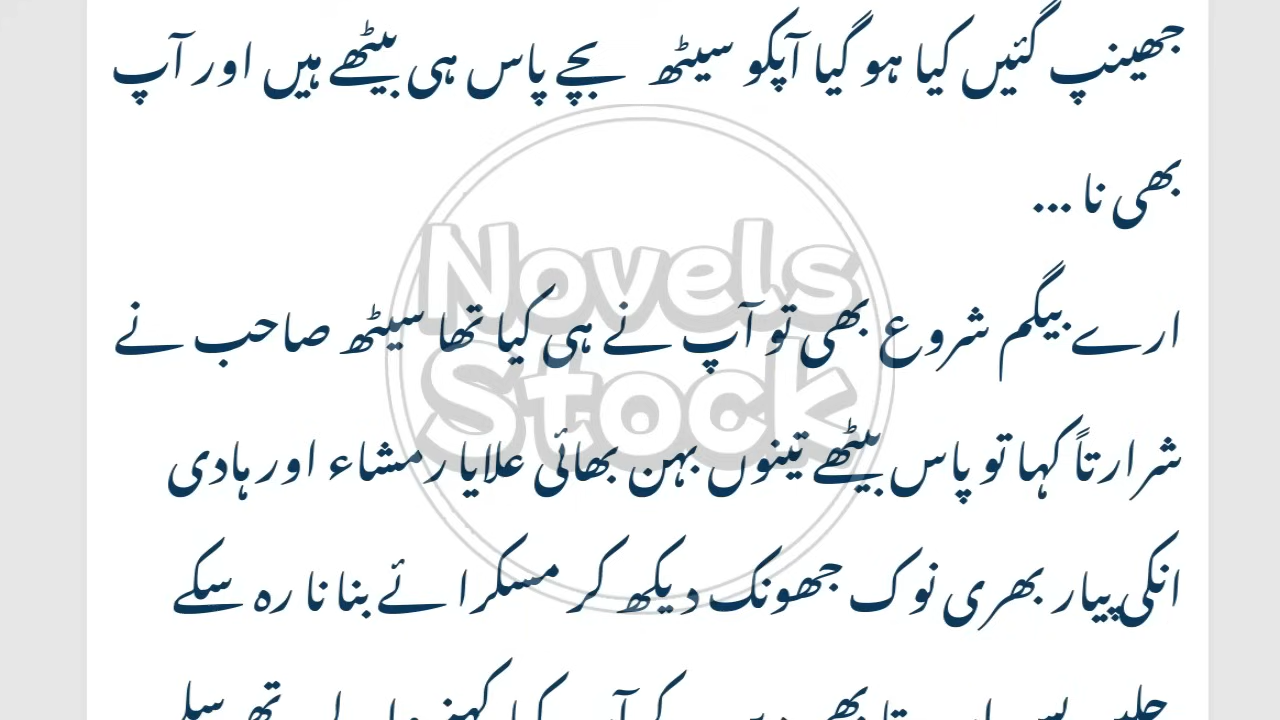 جھینپ گئیں کیا ہو گیا آپکو سیٹھ بچے پاس ہی بیٹھے ہیں اور آپ
بھی نا ...
Novels
ارے بیگم شروع بھی تو آپ نے ہی کیا تھا سیٹھ صاحب نے
Stock
شرارتاً کہا تو پاس بیٹھے تینوں بہن بھائی علایا رمشاء اور ہادی
انکی پیار بھری نوک جھونک دیکھ کر مسکرائے بنا نا رہ سکے